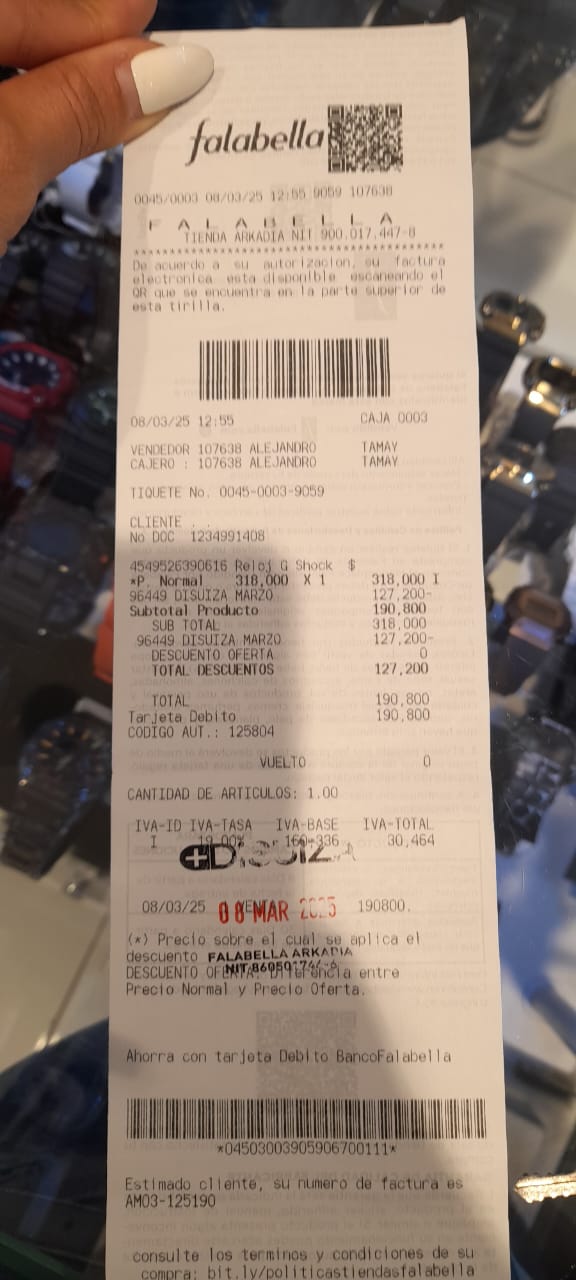 falabella
0045/0003 08/03/25 12:55 9059 107638
F A L A B E L L A
TIENDA ARKADIA NIT 900.017.447-8
****************************************
De acuerdo a su autorizacion, su factura
electronica esta disponible escaneando el
QR que se encuentra en la parte superior de
esta tirilla.
08/03/25 12:55 CAJA 0003
VENDEDOR 107638 ALEJANDRO TAMAY
CAJERO : 107638 ALEJANDRO TAMAY
TIQUETE No. 0045-0003-9059
CLIENTE . .
No DOC 1234991408
4549526390616 Reloj G Shock $
*P. Normal 318,000 X 1 318,000 I
96449 DISUIZA MARZO 127,200-
Subtotal Producto 190,800
SUB TOTAL 318,000
96449 DISUIZA MARZO 127,200-
DESCUENTO OFERTA 0
TOTAL DESCUENTOS 127,200
TOTAL 190,800
Tarjeta Debito 190,800
CODIGO AUT.: 125804
VUELTO 0
CANTIDAD DE ARTICULOS: 1.00
IVA-ID IVA-TASA IVA-BASE IVA-TOTAL
I 19.00% 160,336 30,464
DISUIZA
08/03/25 VENTA 190800.
08 MAR 2025
(*) Precio sobre el cual se aplica el
descuento
FALABELLA ARKADIA
DESCUENTO OFERTA: Diferencia entre
Precio Normal y Precio Oferta.
Ahorra con tarjeta Debito BancoFalabella
*04503003905906700111*
Estimado cliente, su numero de factura es
AM03-125190
consulte los terminos y condiciones de su
compra: bit.ly/politicastiendasfalabella